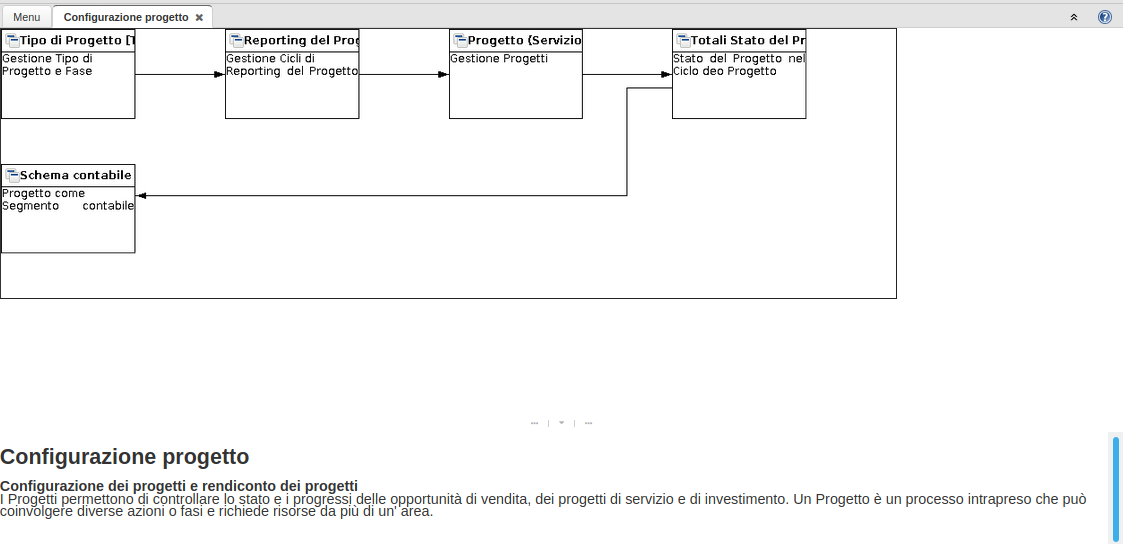 Menu
Configurazione progetto
Tipo di Progetto [T
Gestione Tipo di
Progetto e Fase
Reporting del Prog
Gestione Cicli di
Reporting del Progetto
Progetto (Servizio
Gestione Progetti
Totali Stato del Pr
Stato del Progetto nel
Ciclo deo Progetto
Schema contabile
Progetto come
Segmento contabile
Configurazione progetto
Configurazione dei progetti e rendiconto dei progetti
I Progetti permettono di controllare lo stato e i progressi delle opportunità di vendita, dei progetti di servizio e di investimento. Un Progetto è un processo intrapreso che può
coinvolgere diverse azioni o fasi e richiede risorse da più di un' area.